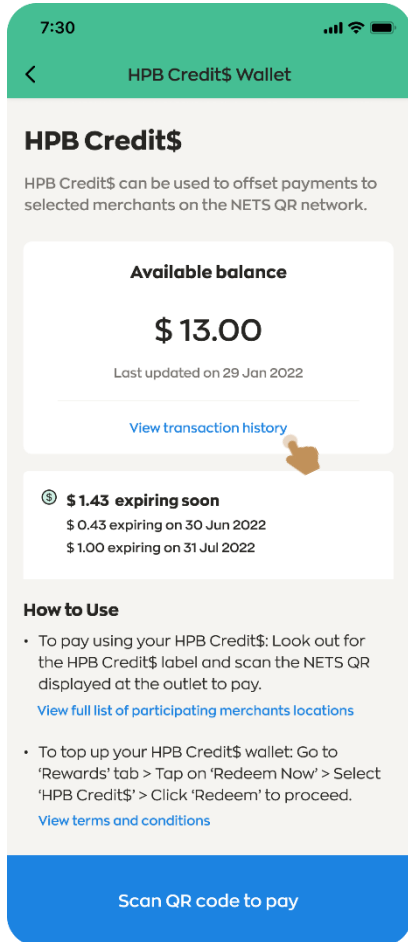 7:30
HPB Credit$ Wallet
HPB Credit$
HPB Credit$ can be used to offset payments to
selected merchants on the NETS QR network.
Available balance
$ 13.00
Last updated on 29 Jan 2022
View transaction history
$ 1.43 expiring soon
$ 0.43 expiring on 30 Jun 2022
$ 1.00 expiring on 31 Jul 2022
How to Use
• To pay using your HPB Credit$: Look out for
the HPB Credit$ label and scan the NETS QR
displayed at the outlet to pay.
View full list of participating merchants locations
• To top up your HPB Credit$ wallet: Go to
‘Rewards’ tab > Tap on ‘Redeem Now’ > Select
‘HPB Credit$’ > Click ‘Redeem’ to proceed.
View terms and conditions
Scan QR code to pay